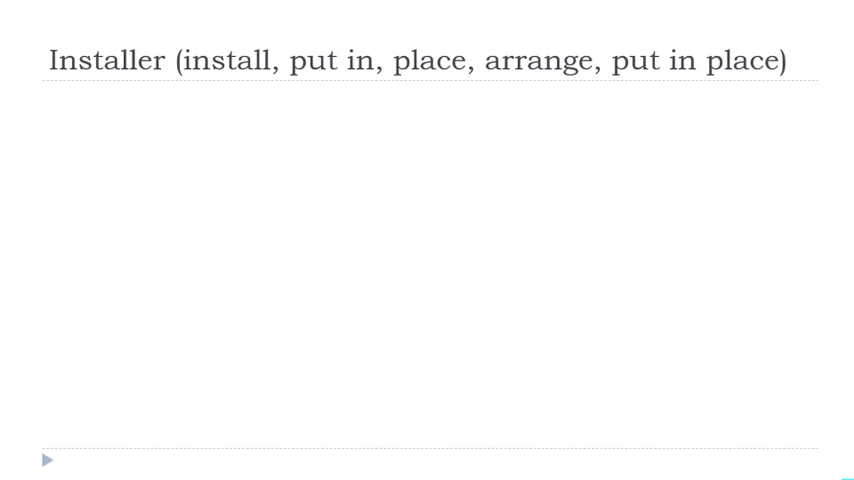 Installer (install, put in, place, arrange, put in place)